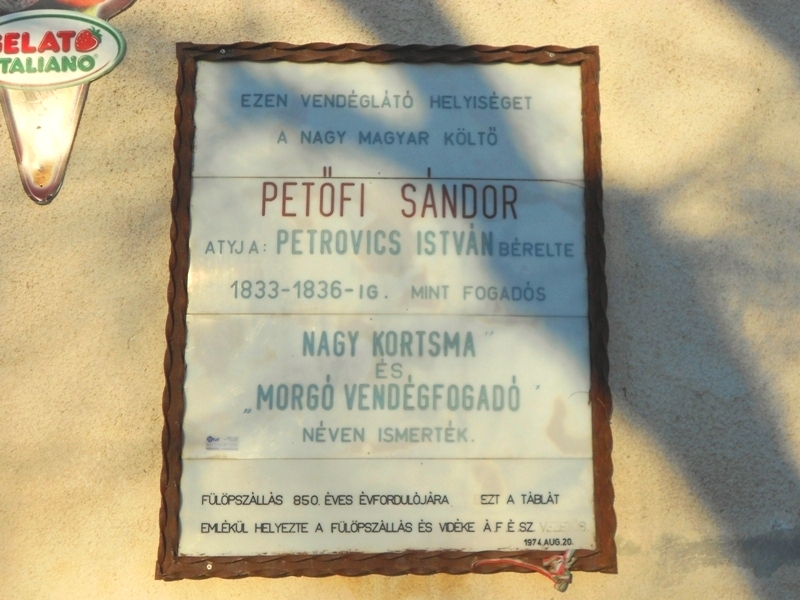 GELATO
ITALIANO
EZEN VENDÉGLÁTÓ HELYISÉGET
A NAGY MAGYAR KÖLTŐ
PETŐFI SÁNDOR
ATYJA: PETROVICS ISTVÁN BÉRELTE
1833-1836-IG. MINT FOGADÓS
NAGY KORTSMA"
ÉS
„MORGÓ VENDÉGFOGADÓ"
NÉVEN ISMERTÉK.
FÜLÖPSZÁLLÁS 850. ÉVES ÉVFORDULÓJÁRA EZT A TÁBLÁT
EMLÉKÜL HELYEZTE A FÜLÖPSZÁLLÁS ÉS VIDÉKE Á.F.É.SZ.
1974.AUG.20.